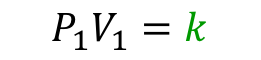 P₁V₁ = k